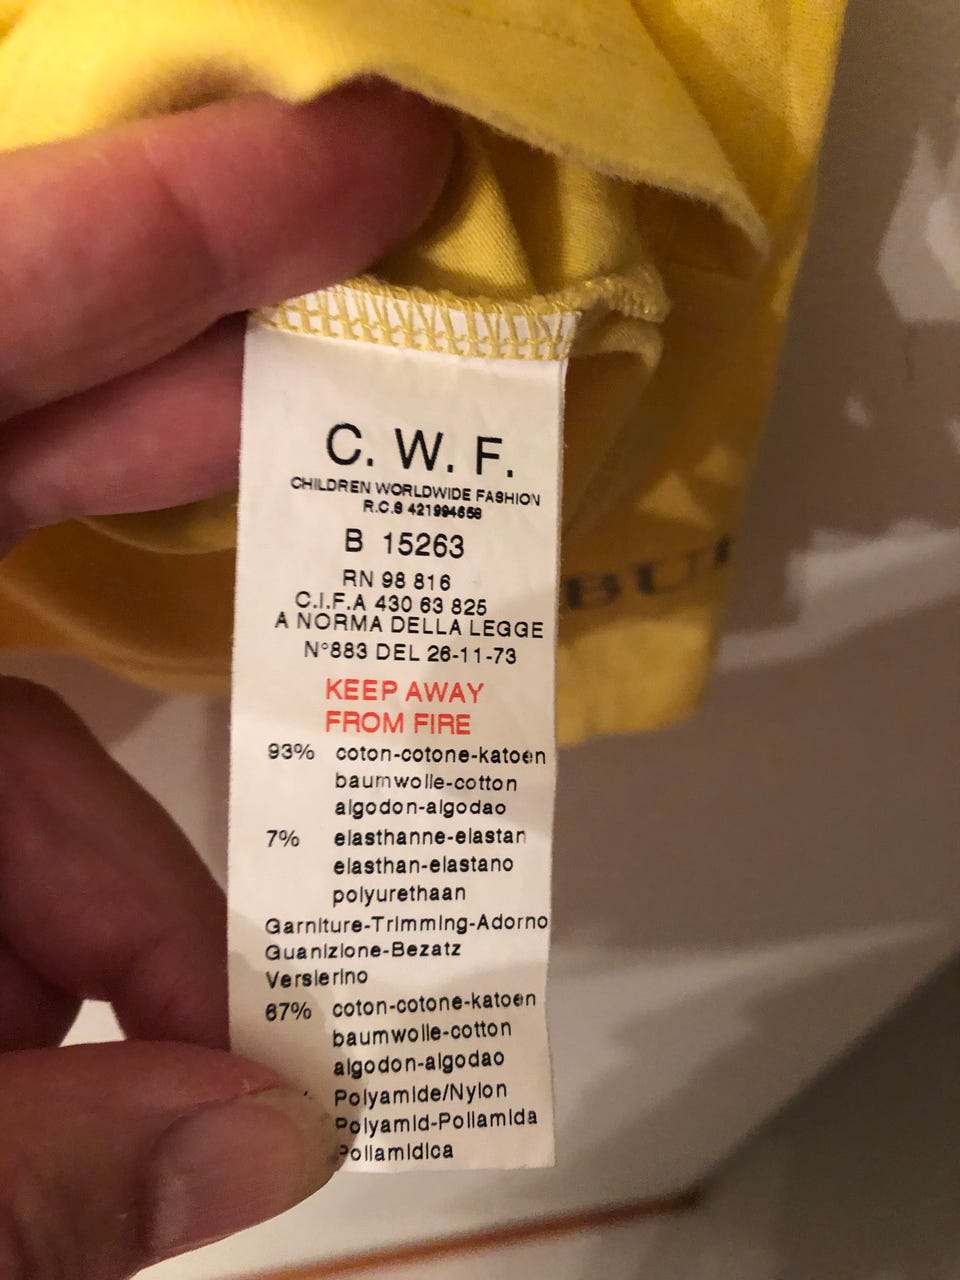 C. W. F.
CHILDREN WORLDWIDE FASHION
R.C.S 421994658
B 15263
RN 98 816
C.I.F.A 430 63 825
A NORMA DELLA LEGGE
N°883 DEL 26-11-73
KEEP AWAY
FROM FIRE
93% coton-cotone-katoen
baumwolle-cotton
algodon-algodao
7% elasthanne-elastan
elasthan-elastano
polyurethaan
Garniture-Trimming-Adorno
Guanizione-Bezatz
Versierino
67% coton-cotone-katoen
baumwolle-cotton
algodon-algodao
Polyamide/Nylon
Polyamid-Poliamida
Poliamidica
BU